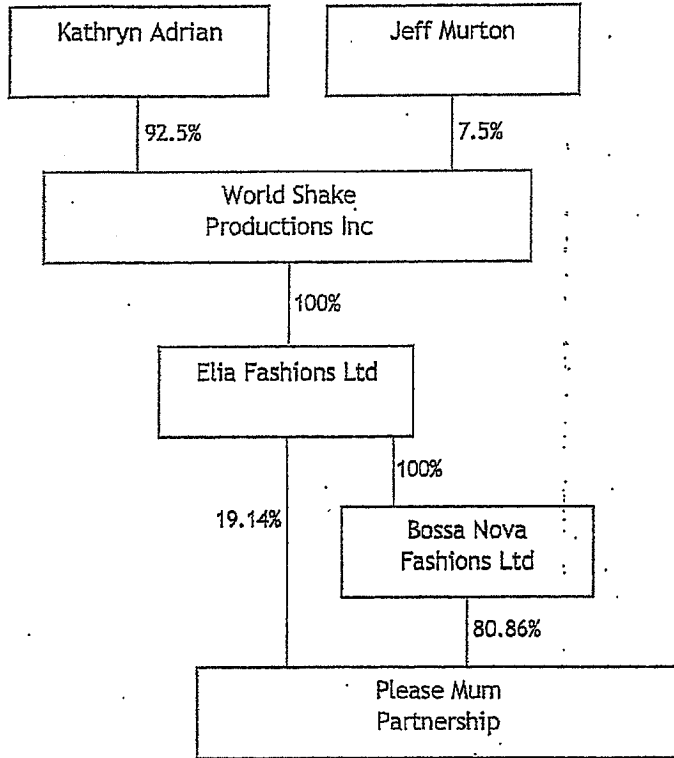 Kathryn Adrian
Jeff Murton
92.5%
7.5%
World Shake
Productions Inc
100%
Elia Fashions Ltd
100%
19.14%
Bossa Nova
Fashions Ltd
80.86%
Please Mum
Partnership